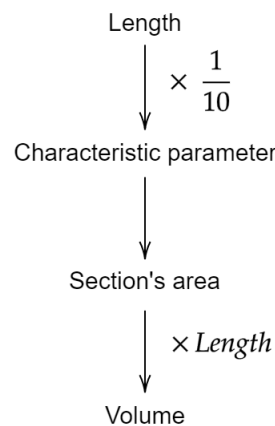 Length
× 1/10
Characteristic parameter
Section's area
× Length
Volume